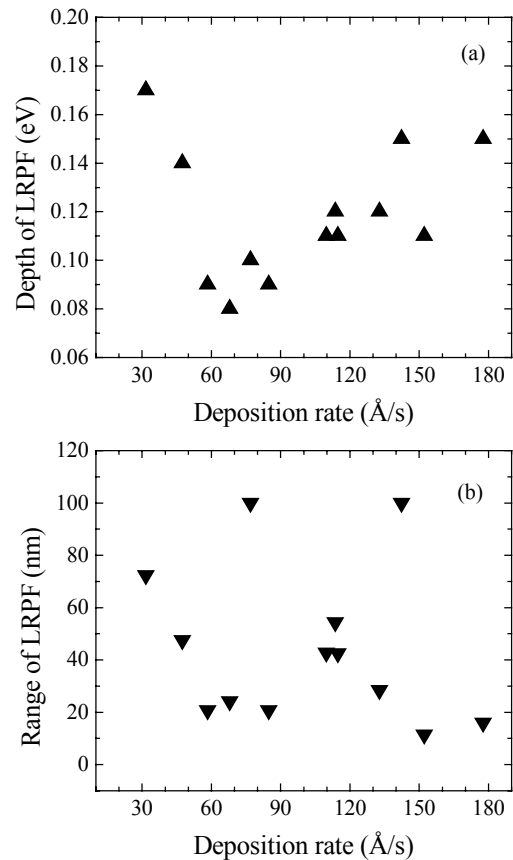 0.20
(a)
0.18
0.16
0.14
0.12
0.10
0.08
0.06
Depth of LRPF (eV)
30 60 90 120 150 180
Deposition rate (Å/s)
120
(b)
100
80
60
40
20
0
Range of LRPF (nm)
30 60 90 120 150 180
Deposition rate (Å/s)